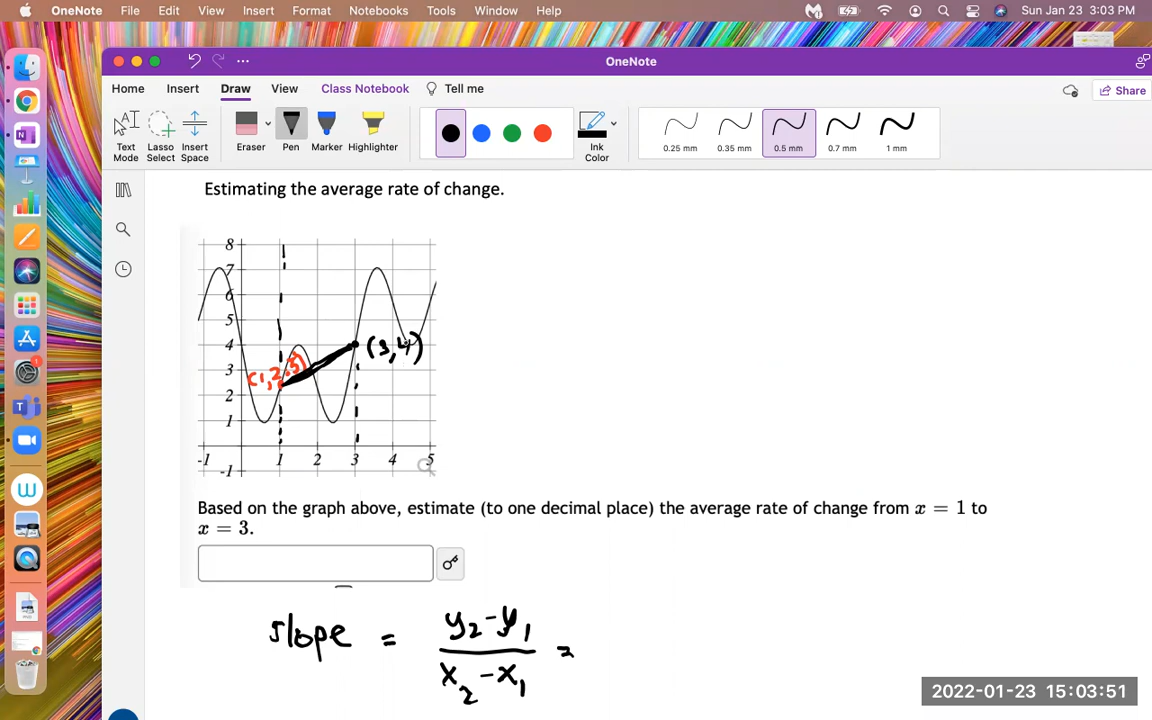 OneNote File Edit View Insert Format Notebooks Tools Window Help Sun Jan 23 3:03 PM
OneNote
Home Insert Draw View Class Notebook Tell me Share
Text Mode Lasso Select Insert Space Eraser Pen Marker Highlighter Ink Color 0.25 mm 0.35 mm 0.5 mm 0.7 mm 1 mm
Estimating the average rate of change.
8
7
6
5
4 (3,4)
3 (1,2.5)
2
1
-1 1 2 3 4 5
-1
Based on the graph above, estimate (to one decimal place) the average rate of change from x = 1 to
x = 3.
slope = y2-y1 / x2-x1 =
2022-01-23 15:03:51